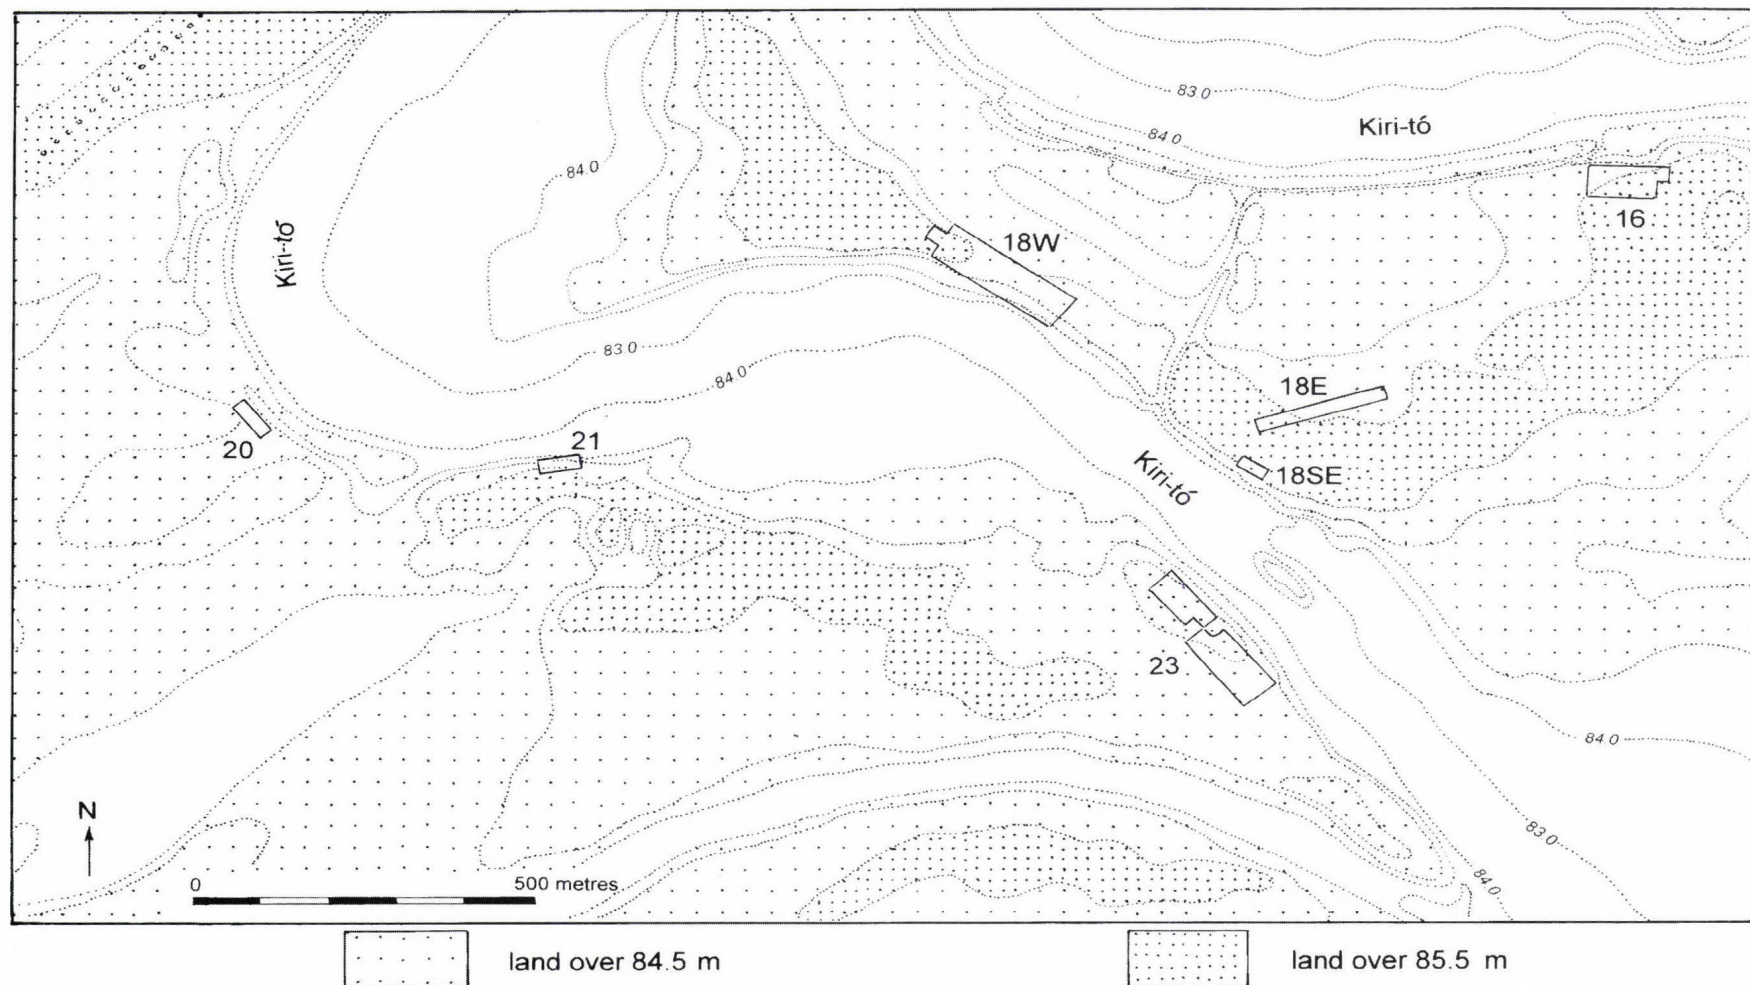 83.0
84.0
Kiri-tó
84.0
16
Kiri-tó
18W
83.0
84.0
18E
20
21
18SE
Kiri-tó
23
84.0
N
83.0
0 500 metres
84.0
land over 84.5 m
land over 85.5 m